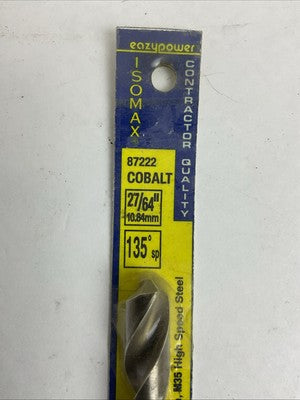 eazypower
ISOMAX
CONTRACTOR QUALITY
87222
COBALT
27/64"
10.84mm
135° sp
, M35 High Speed Steel